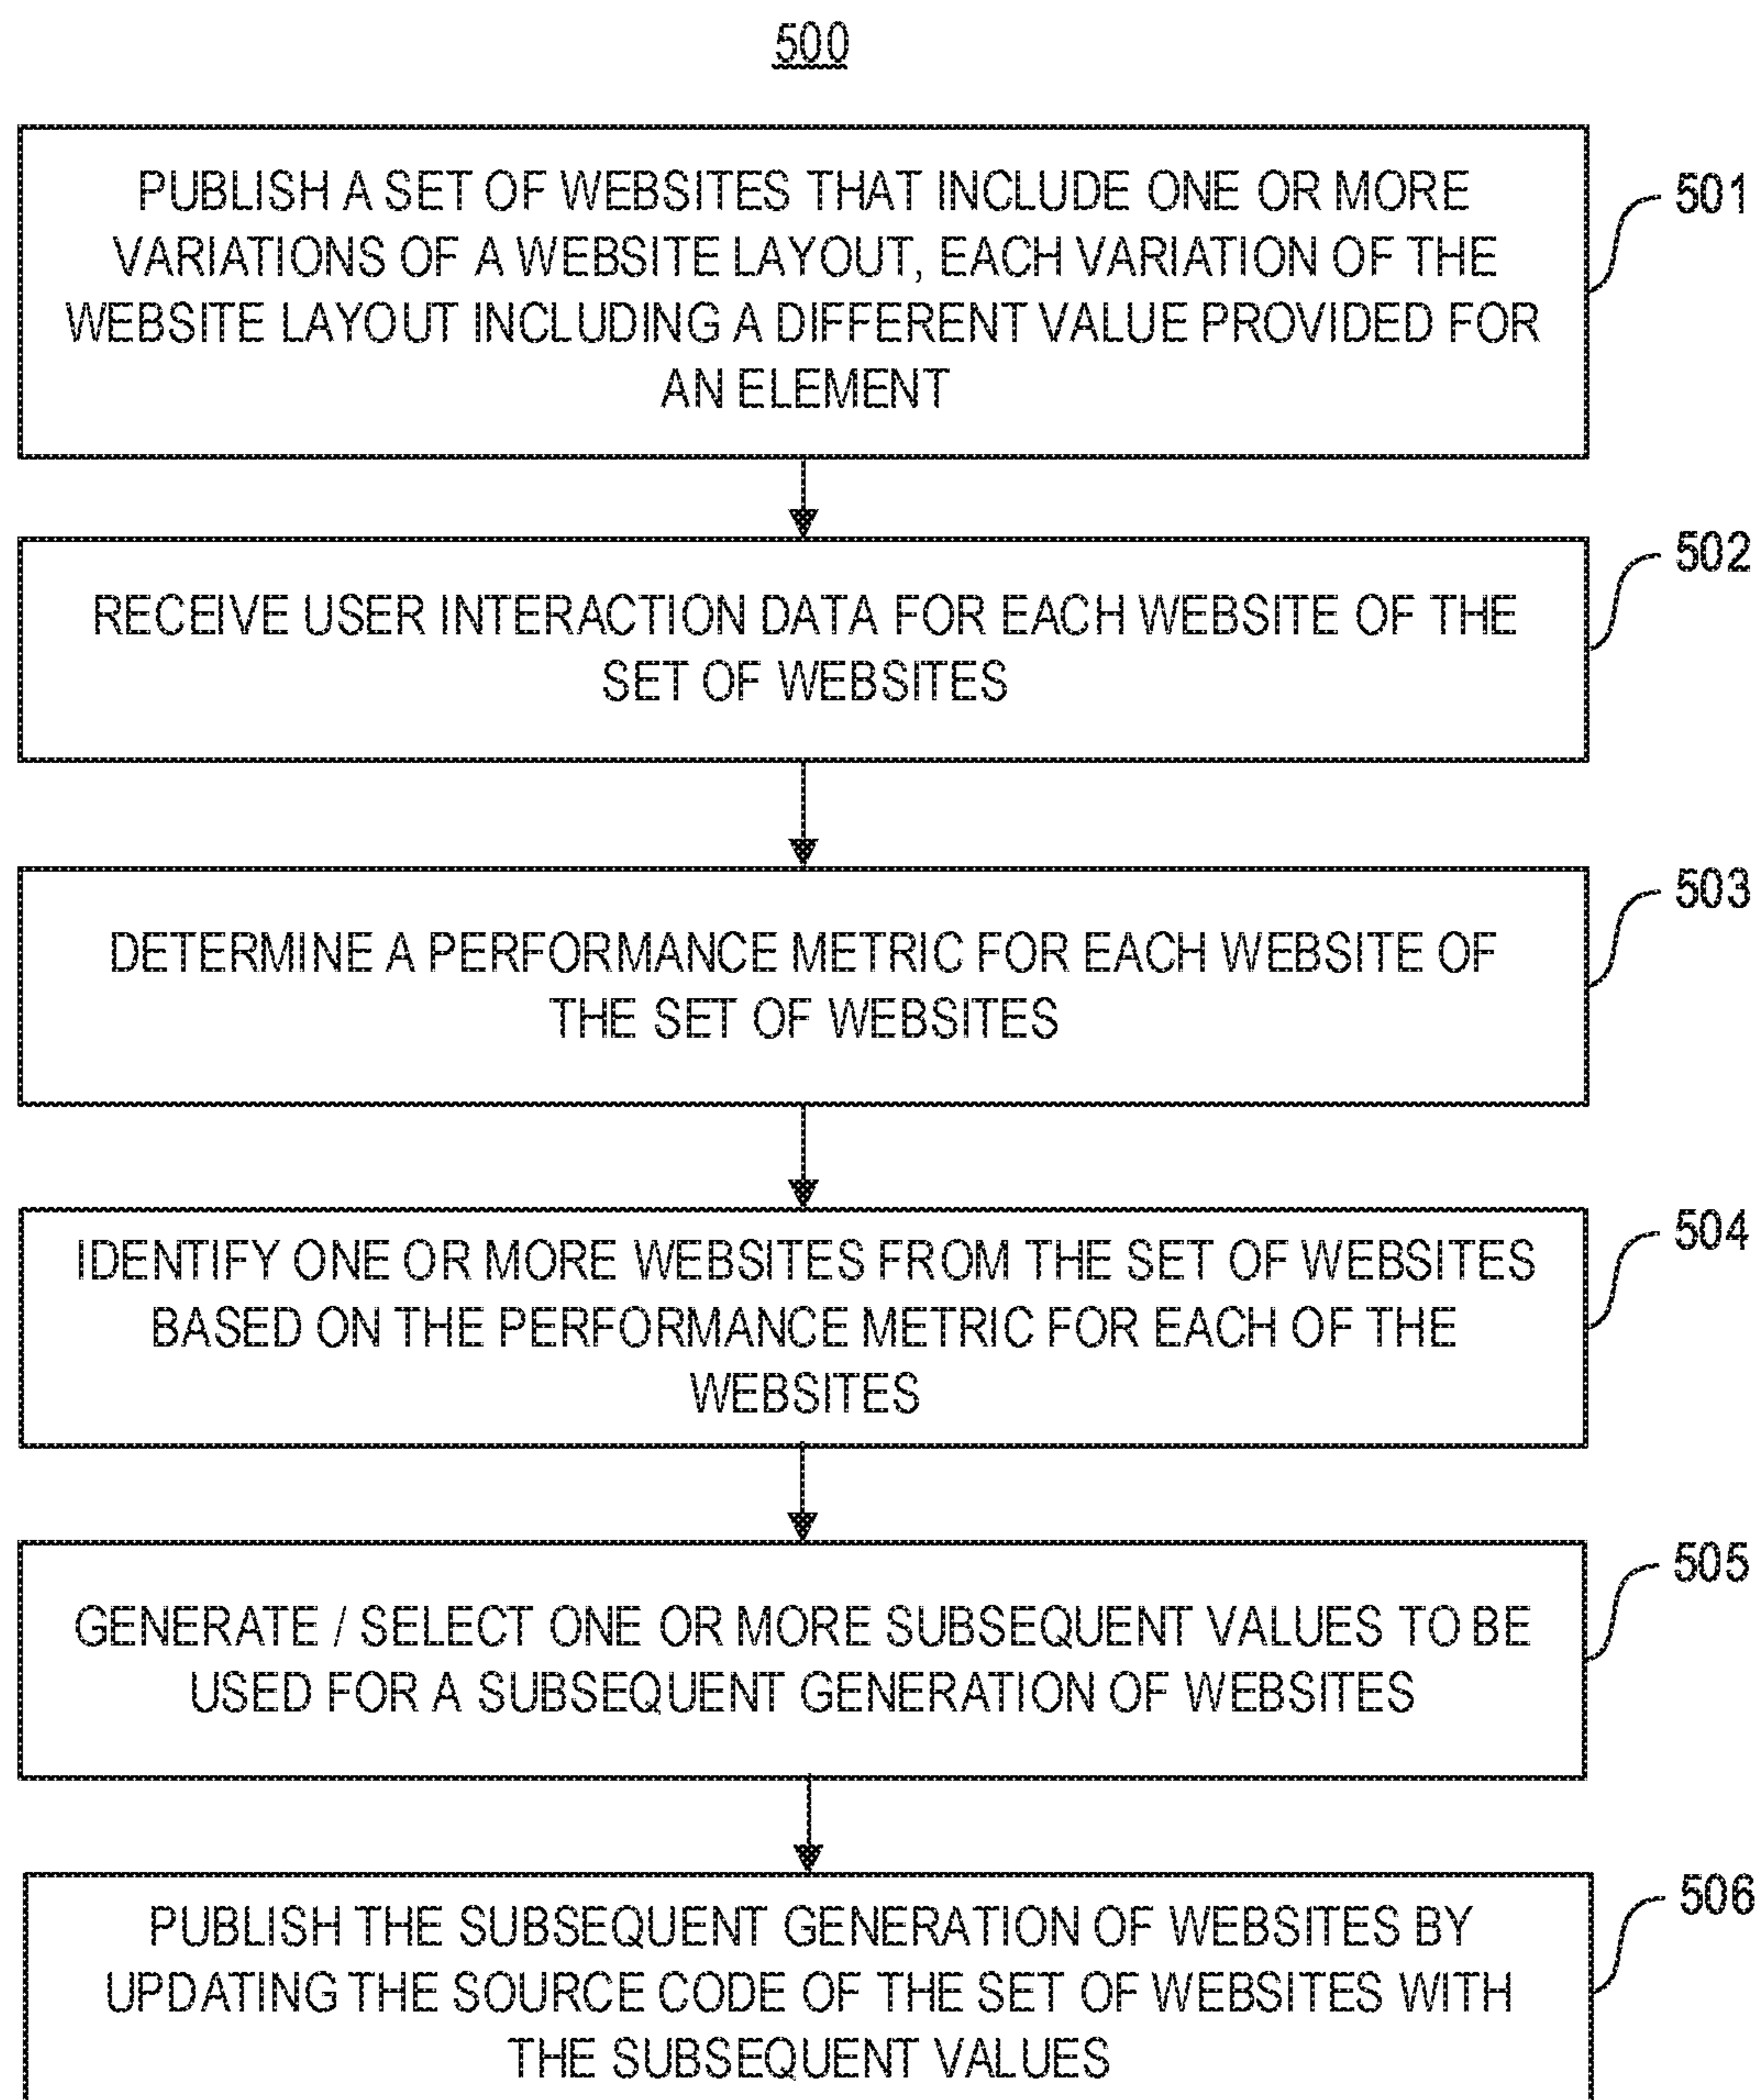 500
PUBLISH A SET OF WEBSITES THAT INCLUDE ONE OR MORE
VARIATIONS OF A WEBSITE LAYOUT, EACH VARIATION OF THE
WEBSITE LAYOUT INCLUDING A DIFFERENT VALUE PROVIDED FOR
AN ELEMENT
501
RECEIVE USER INTERACTION DATA FOR EACH WEBSITE OF THE
SET OF WEBSITES
502
DETERMINE A PERFORMANCE METRIC FOR EACH WEBSITE OF
THE SET OF WEBSITES
503
IDENTIFY ONE OR MORE WEBSITES FROM THE SET OF WEBSITES
BASED ON THE PERFORMANCE METRIC FOR EACH OF THE
WEBSITES
504
GENERATE / SELECT ONE OR MORE SUBSEQUENT VALUES TO BE
USED FOR A SUBSEQUENT GENERATION OF WEBSITES
505
PUBLISH THE SUBSEQUENT GENERATION OF WEBSITES BY
UPDATING THE SOURCE CODE OF THE SET OF WEBSITES WITH
THE SUBSEQUENT VALUES
506